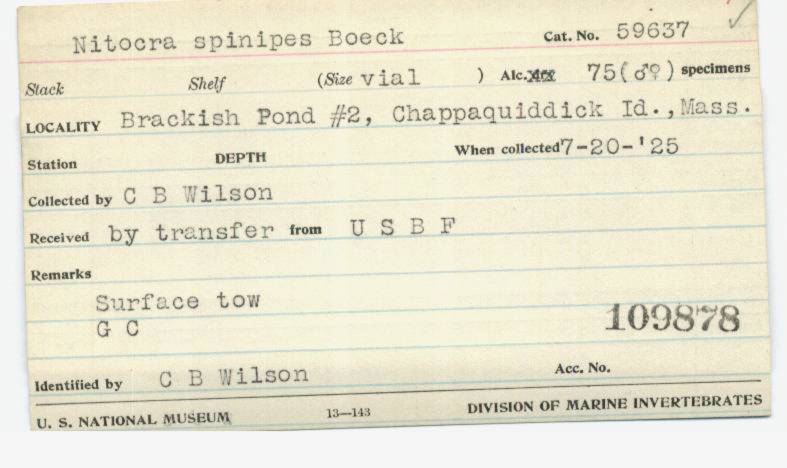 Nitocra spinipes Boeck Cat. No. 59637
Stack Shelf (Size vial ) Alc. 75(♂♀) specimens
LOCALITY Brackish Pond #2, Chappaquiddick Id., Mass.
Station DEPTH When collected 7-20-'25
Collected by C B Wilson
Received by transfer from U S B F
Remarks
Surface tow
G C 109878
Identified by C B Wilson Acc. No.
U. S. NATIONAL MUSEUM 13—143 DIVISION OF MARINE INVERTEBRATES